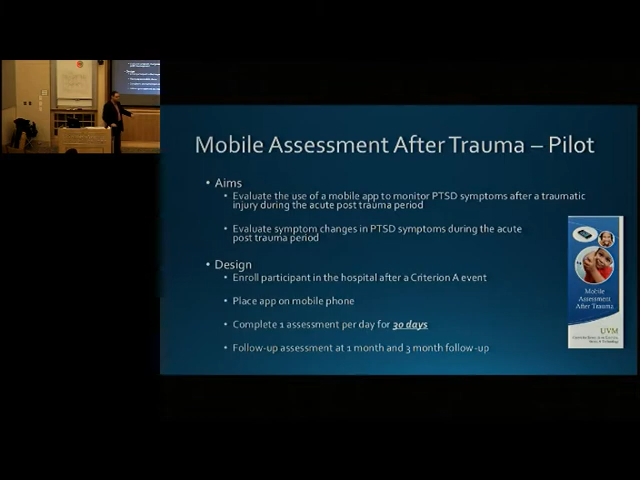 Mobile Assessment After Trauma – Pilot
• Aims
• Evaluate the use of a mobile app to monitor PTSD symptoms after a traumatic
injury during the acute post trauma period
• Evaluate symptom changes in PTSD symptoms during the acute
post trauma period
• Design
• Enroll participant in the hospital after a Criterion A event
• Place app on mobile phone
• Complete 1 assessment per day for 30 days
• Follow-up assessment at 1 month and 3 month follow-up
Mobile
Assessment
After Trauma
UVM